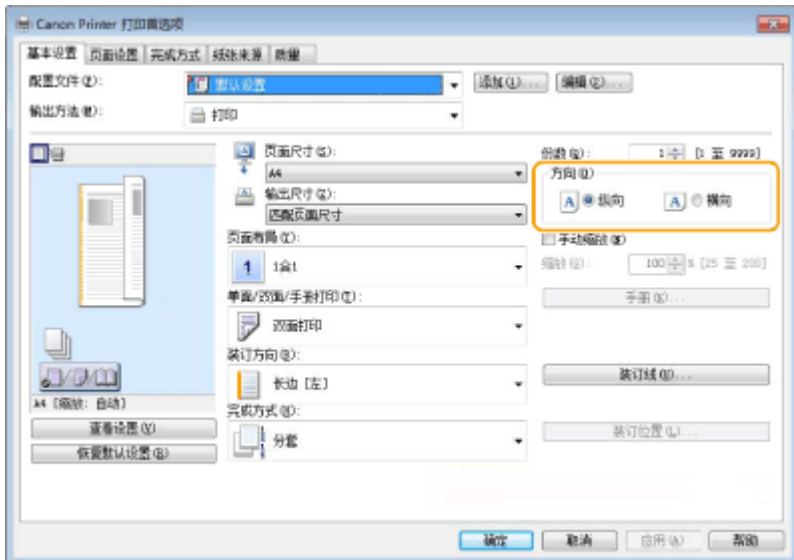 Canon Printer 打印首选项
基本设置 页面设置 完成方式 纸张来源 质量
配置文件(F): 默认设置 添加(1)... 编辑(2)...
输出方法(M): 打印
页面尺寸(S): 份数(Q): 1 [1 至 9999]
A4 方向(O)
输出尺寸(Z): A 纵向 A 横向
匹配页面尺寸
页面布局(Y): 手动缩放(W)
1 1合1 缩放(G): 100 % [25 至 200]
单面/双面/手册打印(T): 手册(K)...
双面打印
装订方向(B):
长边 [左] 装订线(U)...
A4 [缩放: 自动]
完成方式(J):
查看设置(V) 分套 装订位置(L)...
恢复默认设置(R)
确定 取消 应用(A) 帮助